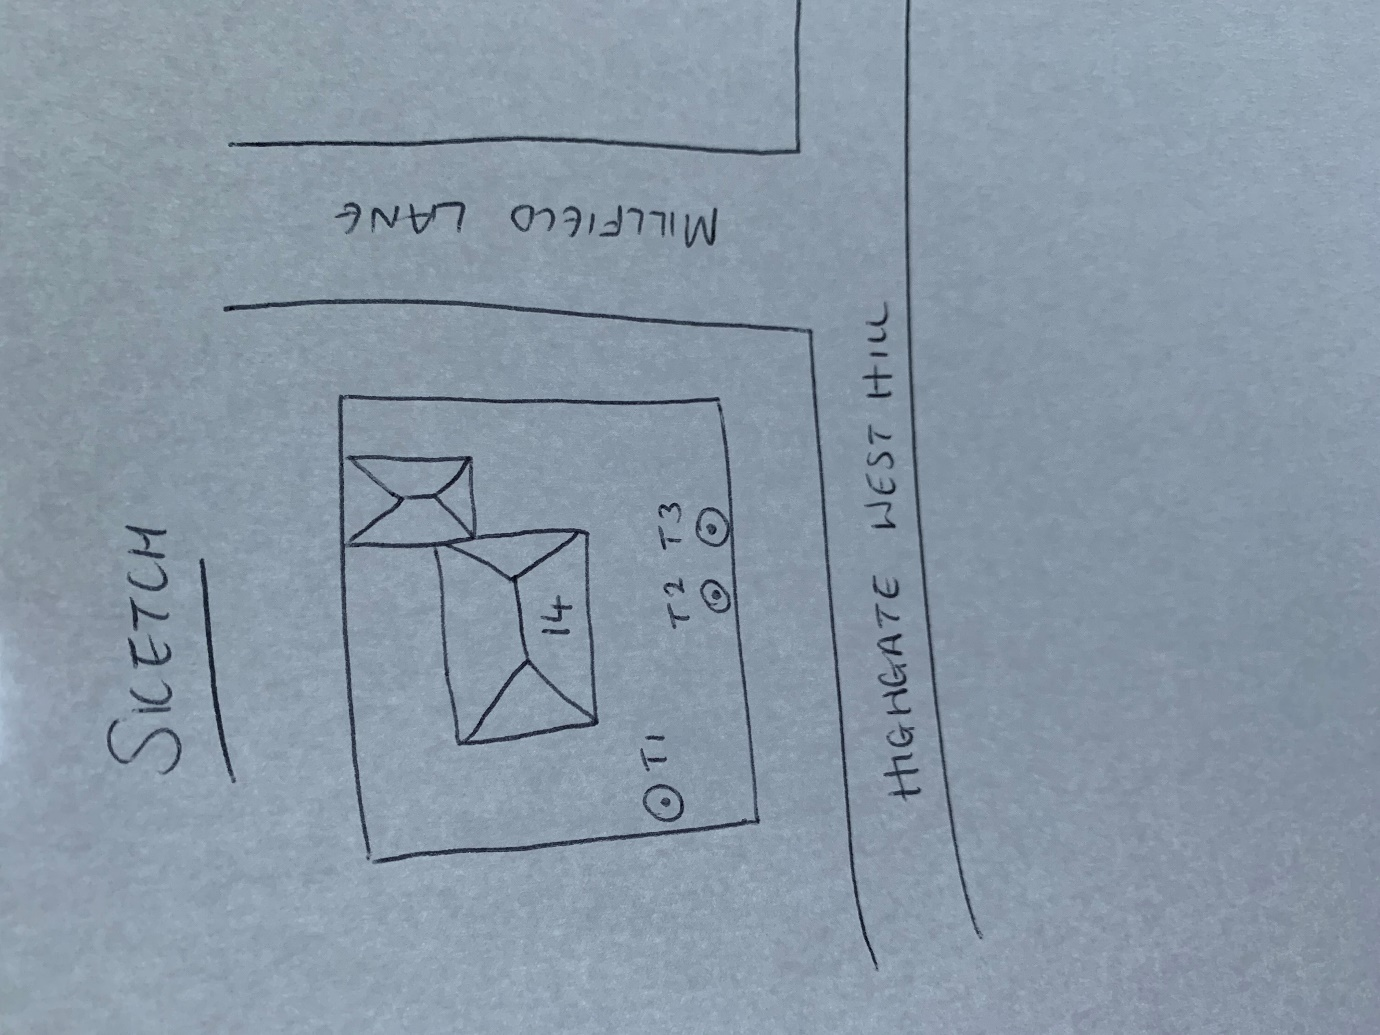 SKETCH
MILLFIELD LANE
14
T1
T2
T3
HIGHGATE WEST HILL